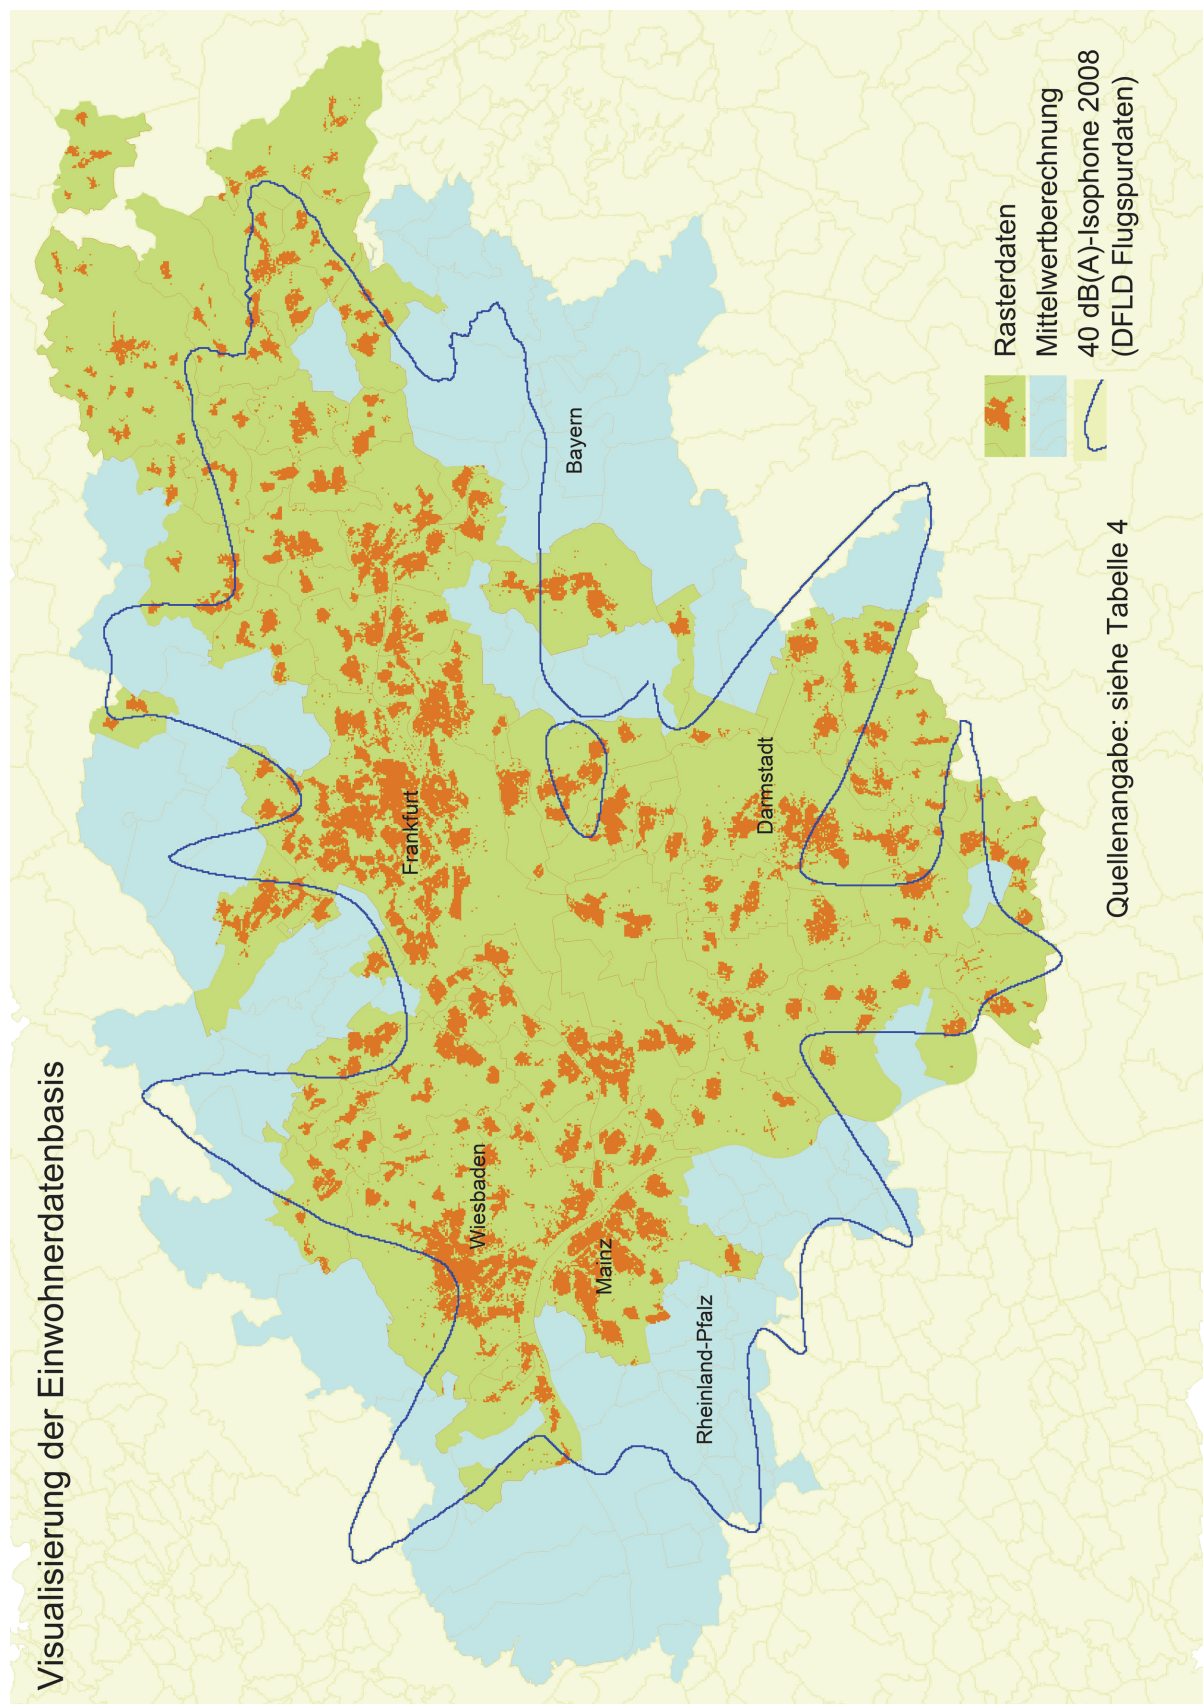 Visualisierung der Einwohnerdatenbasis
Wiesbaden
Frankfurt
Mainz
Bayern
Rheinland-Pfalz
Darmstadt
Rasterdaten
Mittelwertberechnung
40 dB(A)-Isophone 2008
(DFLD Flugspurdaten)
Quellenangabe: siehe Tabelle 4